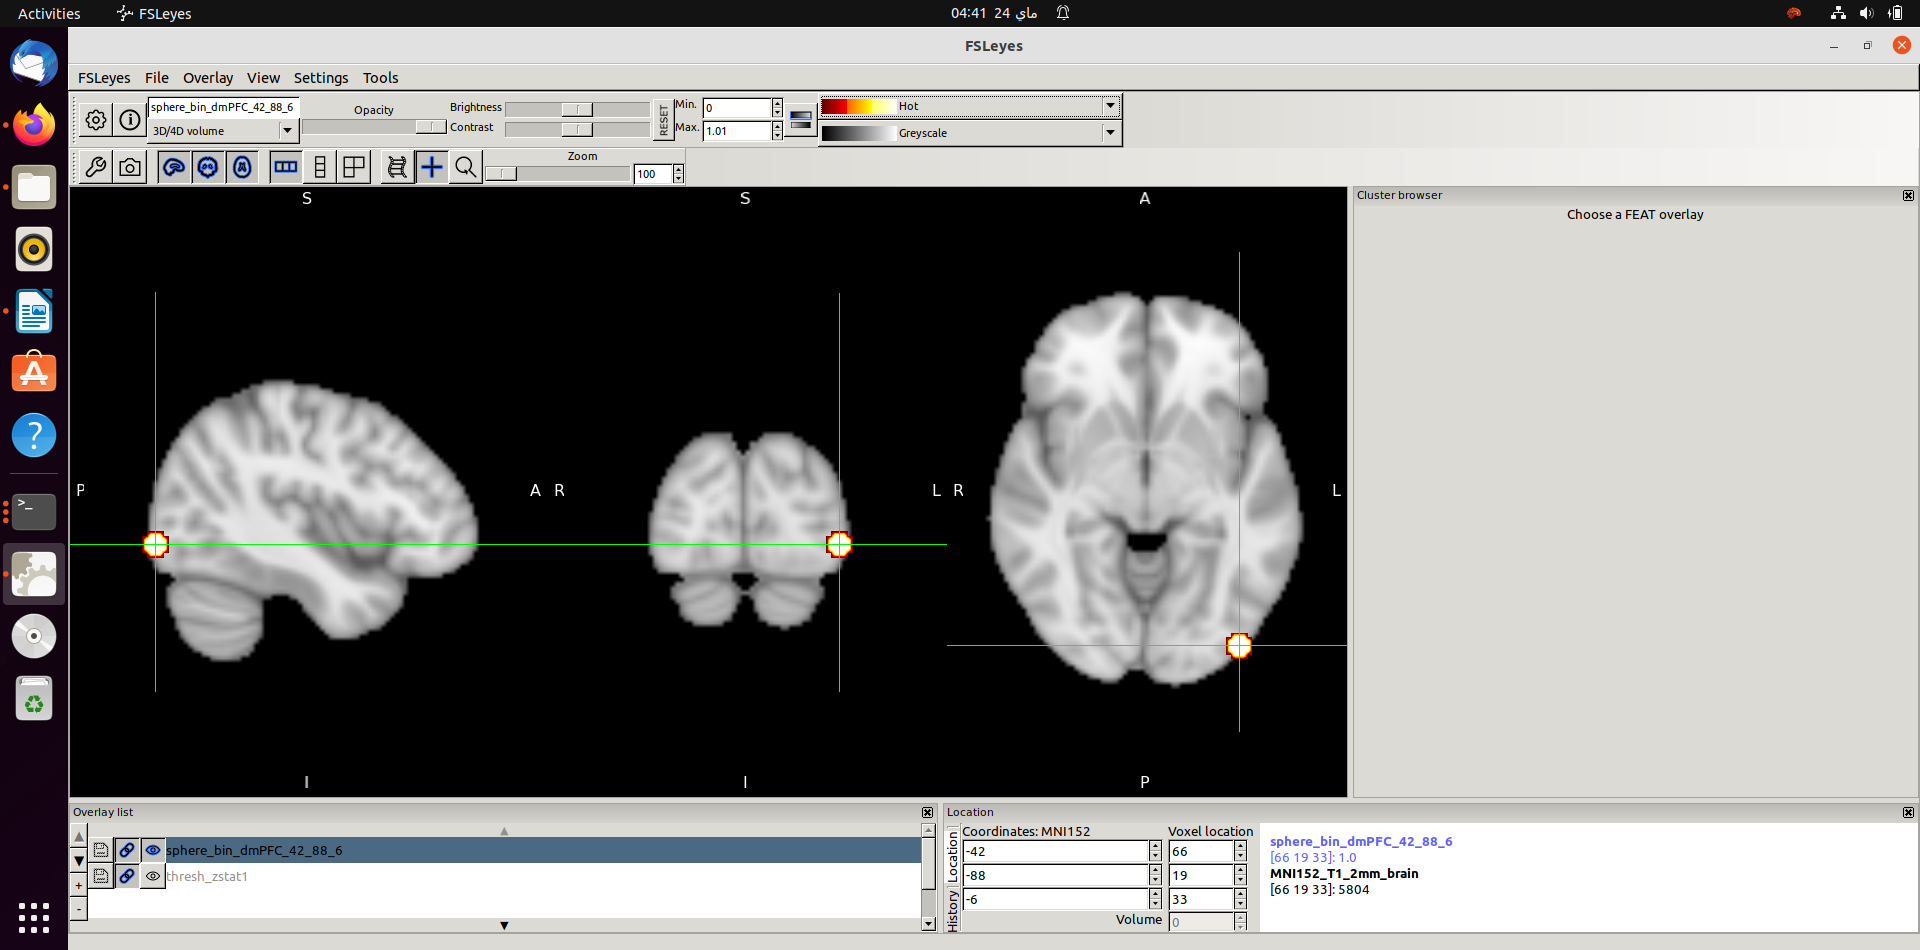 Activities
FSLeyes
04:41 24 ماي
FSLeyes
FSLeyes File Overlay View Settings Tools
sphere_bin_dmPFC_42_88_6
3D/4D volume
Opacity
Brightness
Contrast
RESET
Min. 0
Max. 1.01
Hot
Greyscale
Zoom
100
S S A
P A R L R L
I I P
Cluster browser
Choose a FEAT overlay
Overlay list
sphere_bin_dmPFC_42_88_6
thresh_zstat1
+
-
Location
Location
History
Coordinates: MNI152 Voxel location
-42 66
-88 19
-6 33
Volume 0
sphere_bin_dmPFC_42_88_6
[66 19 33]: 1.0
MNI152_T1_2mm_brain
[66 19 33]: 5804